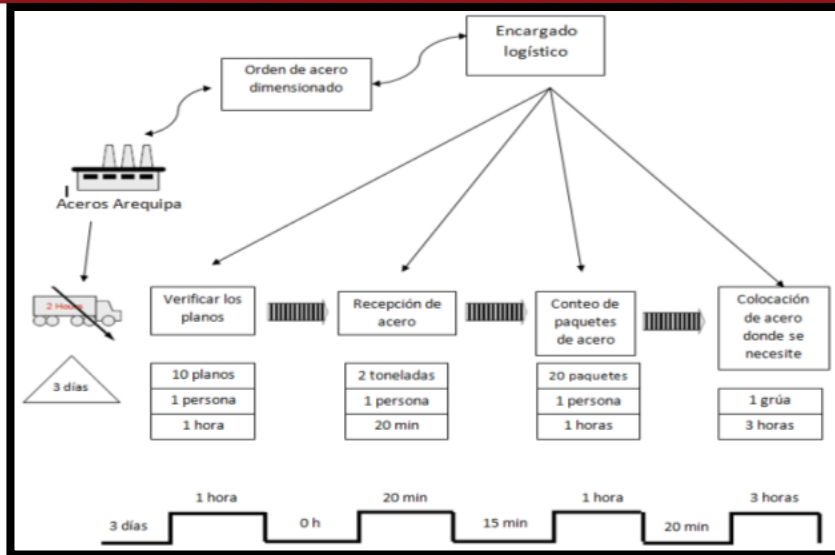 Encargado
logístico
Orden de acero
dimensionado
Aceros Arequipa
2 Hours
3 días
Verificar los
planos
10 planos
1 persona
1 hora
Recepción de
acero
2 toneladas
1 persona
20 min
Conteo de
paquetes
de acero
20 paquetes
1 persona
1 horas
Colocación
de acero
donde se
necesite
1 grúa
3 horas
3 días
1 hora
0 h
20 min
15 min
1 hora
20 min
3 horas